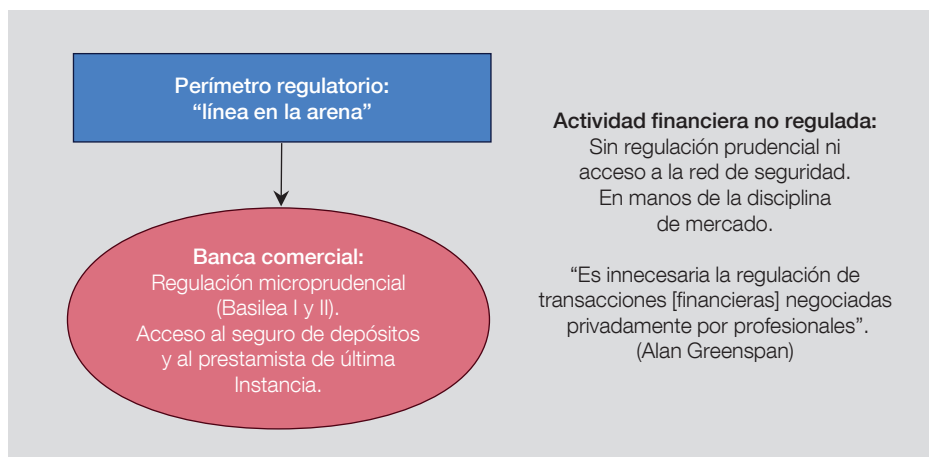 Perímetro regulatorio:
“línea en la arena”
Banca comercial:
Regulación microprudencial
(Basilea I y II).
Acceso al seguro de depósitos
y al prestamista de última
Instancia.
Actividad financiera no regulada:
Sin regulación prudencial ni
acceso a la red de seguridad.
En manos de la disciplina
de mercado.
“Es innecesaria la regulación de
transacciones [financieras] negociadas
privadamente por profesionales”.
(Alan Greenspan)